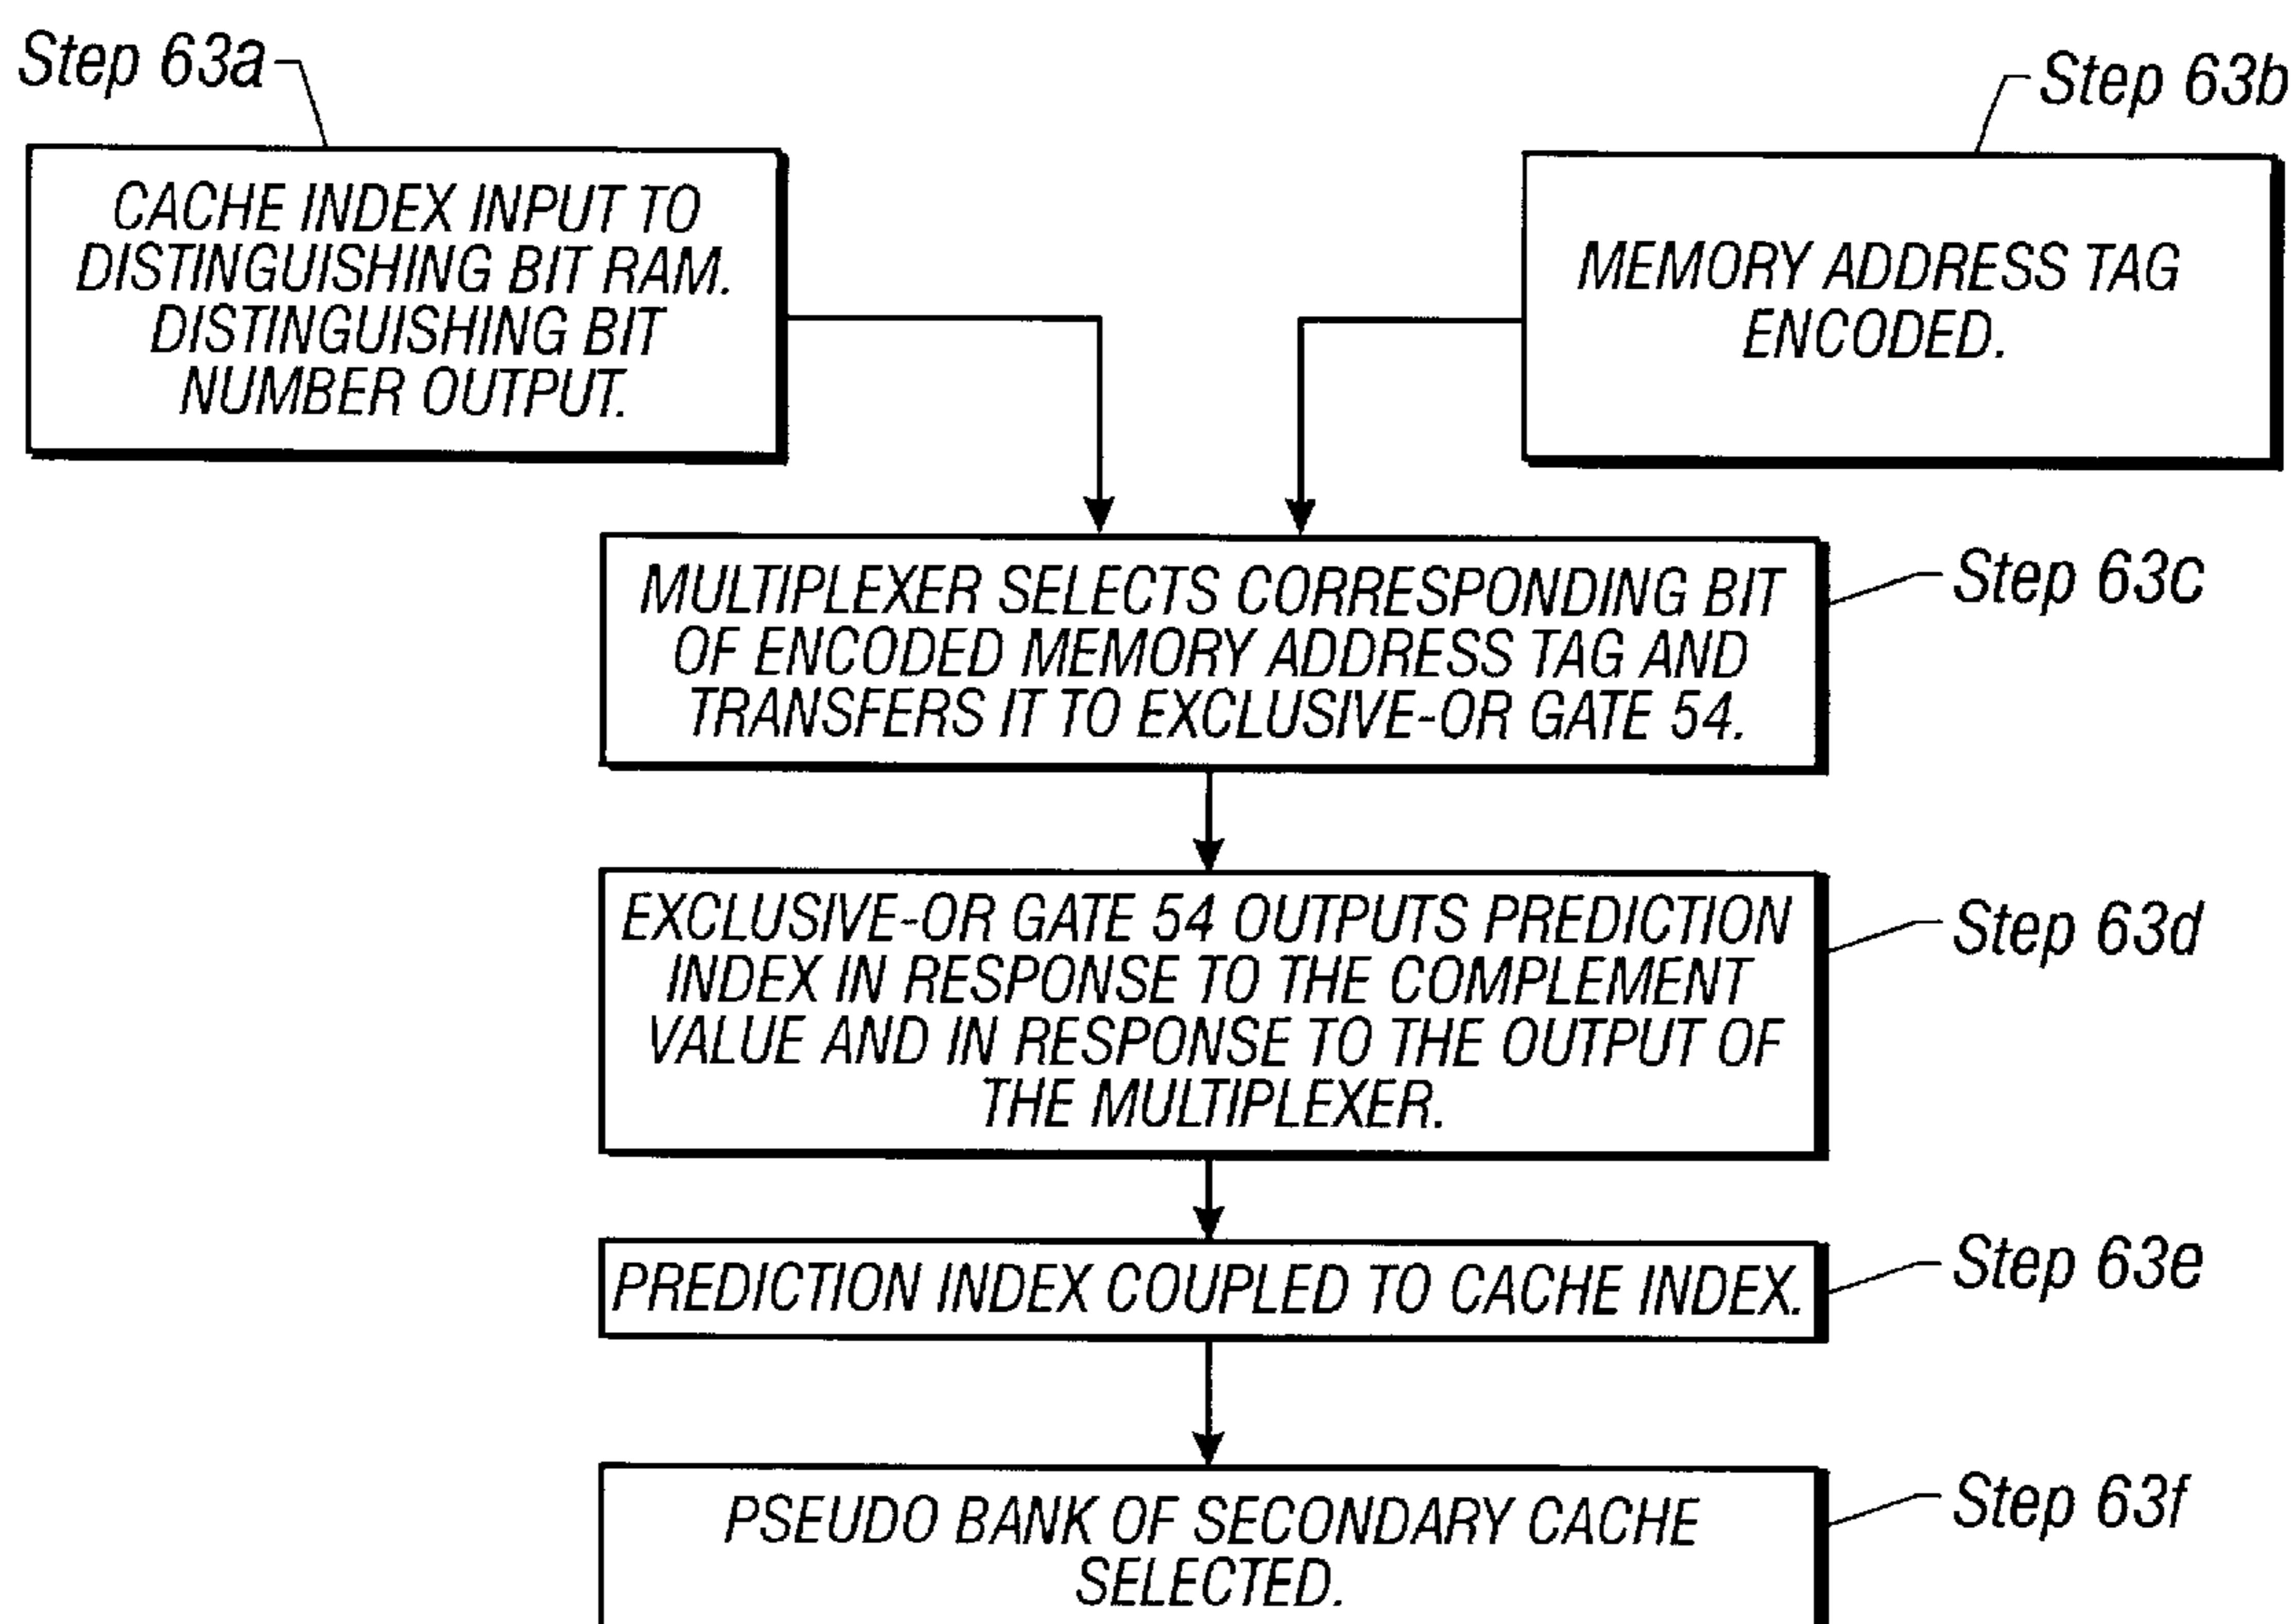 Step 63a
CACHE INDEX INPUT TO
DISTINGUISHING BIT RAM.
DISTINGUISHING BIT
NUMBER OUTPUT.
Step 63b
MEMORY ADDRESS TAG
ENCODED.
MULTIPLEXER SELECTS CORRESPONDING BIT
OF ENCODED MEMORY ADDRESS TAG AND
TRANSFERS IT TO EXCLUSIVE-OR GATE 54.
Step 63c
EXCLUSIVE-OR GATE 54 OUTPUTS PREDICTION
INDEX IN RESPONSE TO THE COMPLEMENT
VALUE AND IN RESPONSE TO THE OUTPUT OF
THE MULTIPLEXER.
Step 63d
PREDICTION INDEX COUPLED TO CACHE INDEX.
Step 63e
PSEUDO BANK OF SECONDARY CACHE
SELECTED.
Step 63f